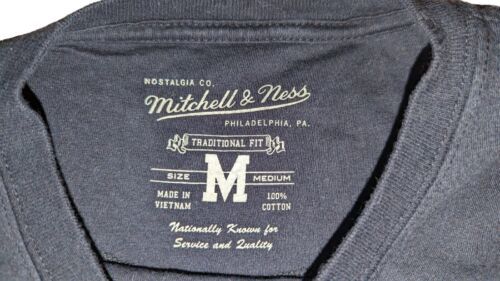 NOSTALGIA CO.
Mitchell & Ness
PHILADELPHIA, PA.
TRADITIONAL FIT
SIZE M MEDIUM
MADE IN VIETNAM
100% COTTON
Nationally Known for
Service and Quality